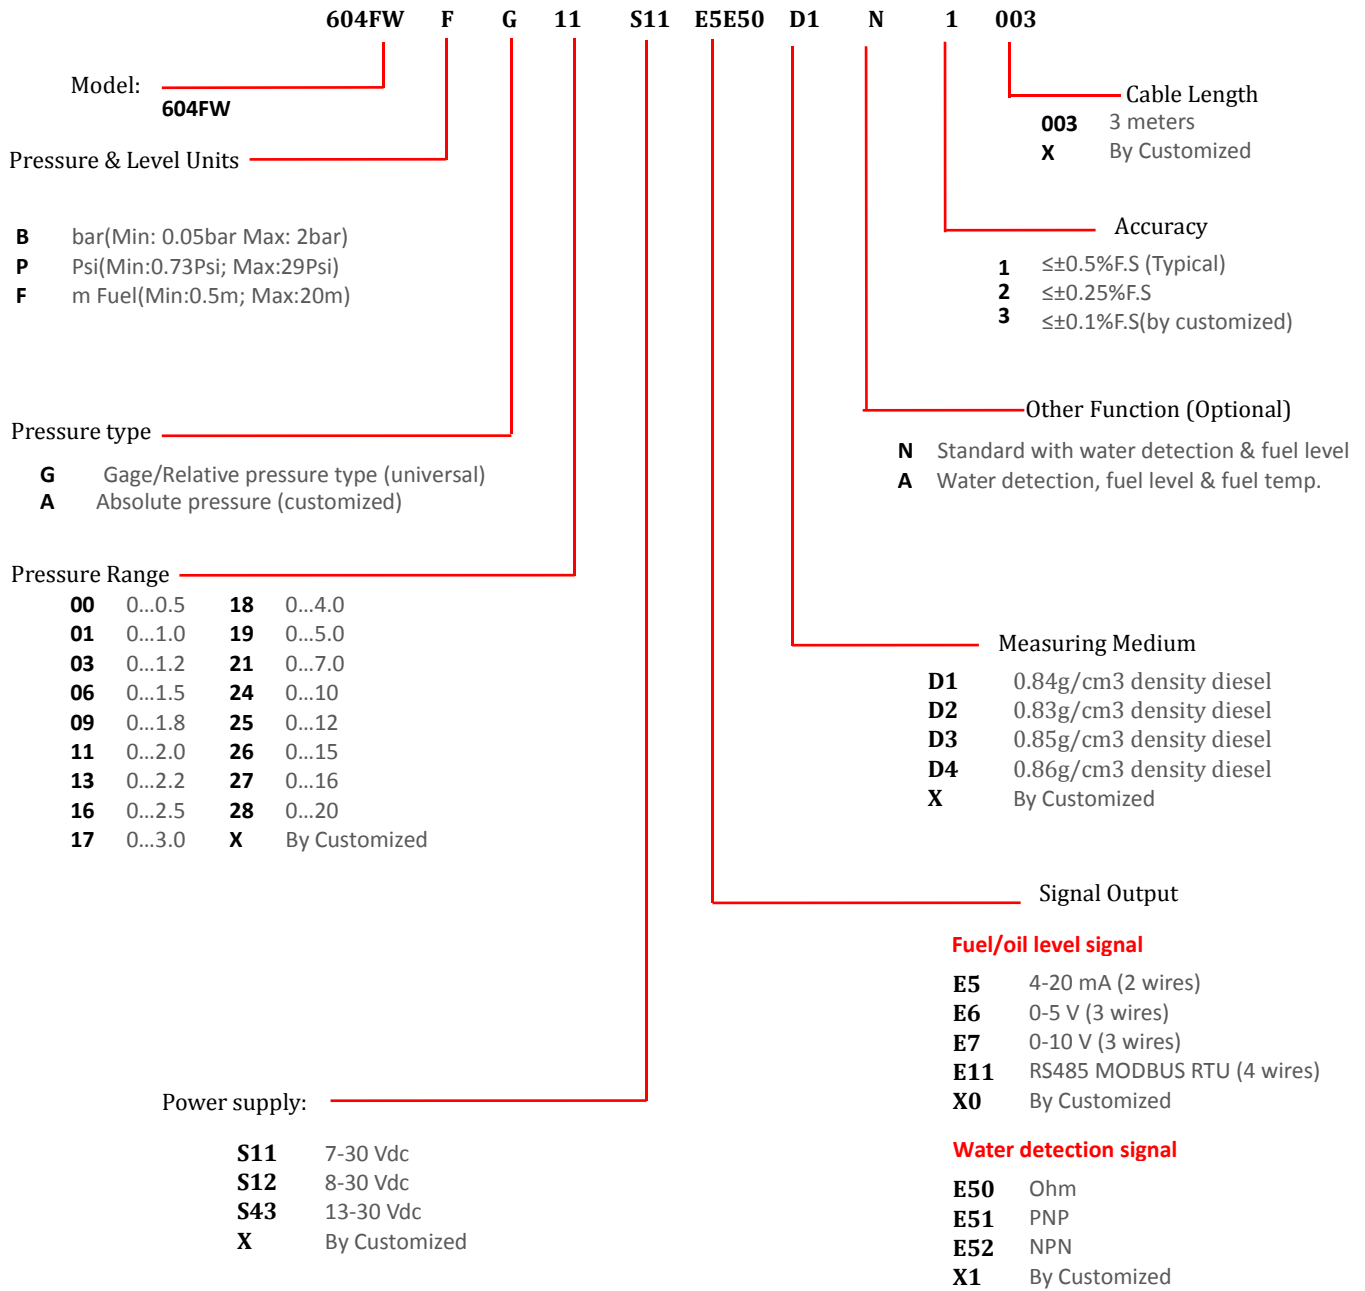 604FW F G 11 S11 E5E50 D1 N 1 003
Model:
604FW
Pressure & Level Units
B bar(Min: 0.05bar Max: 2bar)
P Psi(Min:0.73Psi; Max:29Psi)
F m Fuel(Min:0.5m; Max:20m)
Pressure type
G Gage/Relative pressure type (universal)
A Absolute pressure (customized)
Pressure Range
00 0...0.5 18 0...4.0
01 0...1.0 19 0...5.0
03 0...1.2 21 0...7.0
06 0...1.5 24 0...10
09 0...1.8 25 0...12
11 0...2.0 26 0...15
13 0...2.2 27 0...16
16 0...2.5 28 0...20
17 0...3.0 X By Customized
Power supply:
S11 7-30 Vdc
S12 8-30 Vdc
S43 13-30 Vdc
X By Customized
Cable Length
003 3 meters
X By Customized
Accuracy
1 ≤±0.5%F.S (Typical)
2 ≤±0.25%F.S
3 ≤±0.1%F.S(by customized)
Other Function (Optional)
N Standard with water detection & fuel level
A Water detection, fuel level & fuel temp.
Measuring Medium
D1 0.84g/cm3 density diesel
D2 0.83g/cm3 density diesel
D3 0.85g/cm3 density diesel
D4 0.86g/cm3 density diesel
X By Customized
Signal Output
Fuel/oil level signal
E5 4-20 mA (2 wires)
E6 0-5 V (3 wires)
E7 0-10 V (3 wires)
E11 RS485 MODBUS RTU (4 wires)
X0 By Customized
Water detection signal
E50 Ohm
E51 PNP
E52 NPN
X1 By Customized